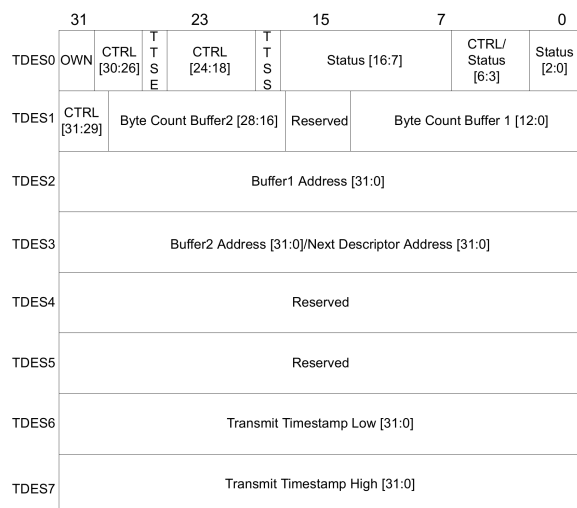 31 23 15 7 0
TDES0 OWN CTRL [30:26] TTSE CTRL [24:18] TTSS Status [16:7] CTRL/ Status [6:3] Status [2:0]
TDES1 CTRL [31:29] Byte Count Buffer2 [28:16] Reserved Byte Count Buffer 1 [12:0]
TDES2 Buffer1 Address [31:0]
TDES3 Buffer2 Address [31:0]/Next Descriptor Address [31:0]
TDES4 Reserved
TDES5 Reserved
TDES6 Transmit Timestamp Low [31:0]
TDES7 Transmit Timestamp High [31:0]